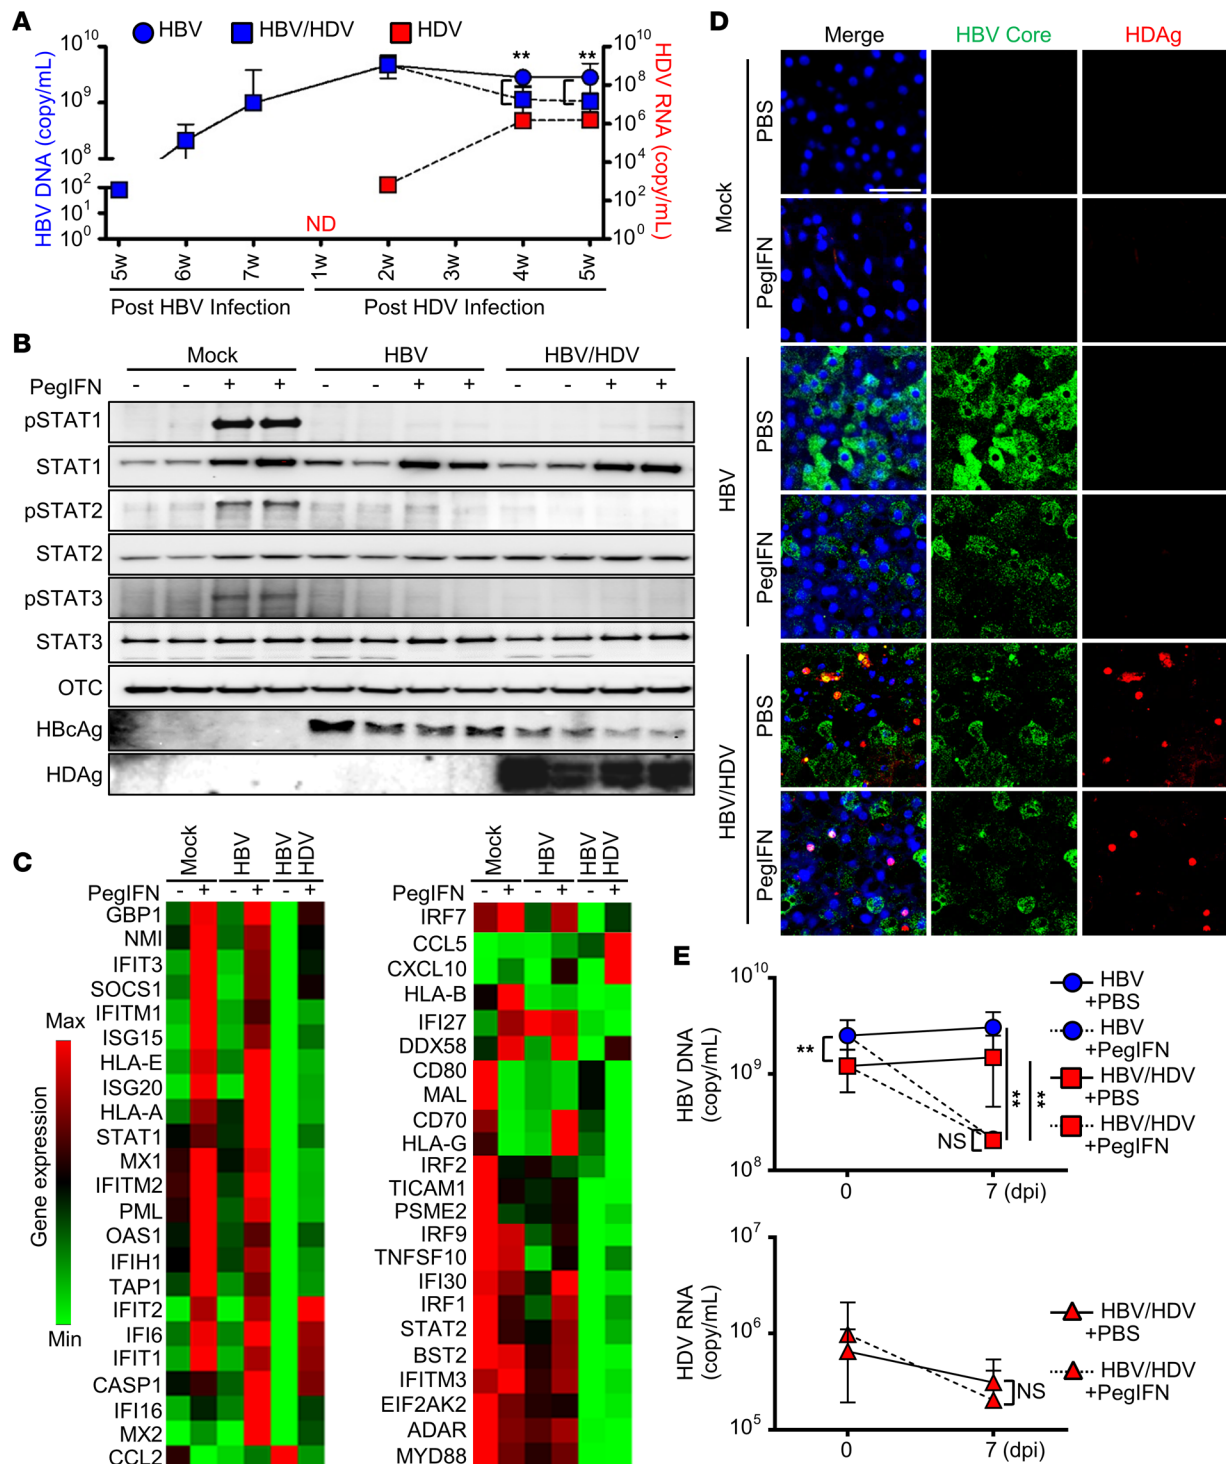 A
HBV
HBV/HDV
HDV
HBV DNA (copy/mL)
10^10
10^9
10^8
10^2
10^1
10^0
**
**
10^10
10^8
10^6
10^4
10^2
10^0
HDV RNA (copy/mL)
ND
5w
6w
7w
1w
2w
3w
4w
5w
Post HBV Infection
Post HDV Infection
B
Mock
HBV
HBV/HDV
PegIFN - - + + - - + + - - + +
pSTAT1
STAT1
pSTAT2
STAT2
pSTAT3
STAT3
OTC
HBcAg
HDAg
C
Max
Gene expression
Min
Mock
HBV
HBV
HDV
PegIFN - + - + - +
GBP1
NMI
IFIT3
SOCS1
IFITM1
ISG15
HLA-E
ISG20
HLA-A
STAT1
MX1
IFITM2
PML
OAS1
IFIH1
TAP1
IFIT2
IFI6
IFIT1
CASP1
IFI16
MX2
CCL2
Mock
HBV
HBV
HDV
PegIFN - + - + - +
IRF7
CCL5
CXCL10
HLA-B
IFI27
DDX58
CD80
MAL
CD70
HLA-G
IRF2
TICAM1
PSME2
IRF9
TNFSF10
IFI30
IRF1
STAT2
BST2
IFITM3
EIF2AK2
ADAR
MYD88
D
Merge
HBV Core
HDAg
Mock
PBS
PegIFN
HBV
PBS
PegIFN
HBV/HDV
PBS
PegIFN
E
HBV DNA
(copy/mL)
10^10
10^9
10^8
**
NS
**
**
0
7 (dpi)
HBV
+PBS
HBV
+PegIFN
HBV/HDV
+PBS
HBV/HDV
+PegIFN
HDV RNA
(copy/mL)
10^7
10^6
10^5
NS
0
7 (dpi)
HBV/HDV
+PBS
HBV/HDV
+PegIFN